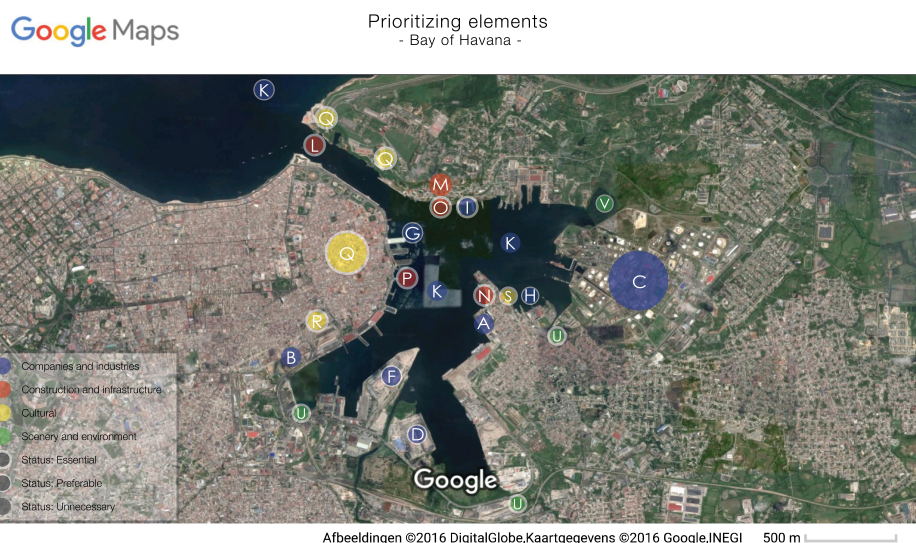 Google Maps
Prioritizing elements
- Bay of Havana -
K
Q
L
Q
M
O
I
V
G
K
Q
P
C
K
N
S
H
R
A
U
B
F
U
D
U
Companies and industries
Construction and infrastructure
Cultural
Scenery and environment
Status: Essential
Status: Preferable
Status: Unnecessary
Google
Afbeeldingen ©2016 DigitalGlobe,Kaartgegevens ©2016 Google,INEGI
500 m